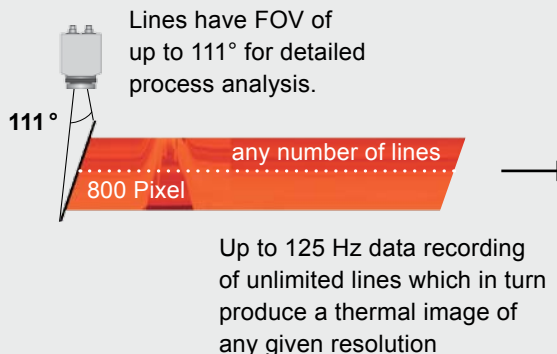 Lines have FOV of
up to 111° for detailed
process analysis.
111°
any number of lines
800 Pixel
Up to 125 Hz data recording
of unlimited lines which in turn
produce a thermal image of
any given resolution